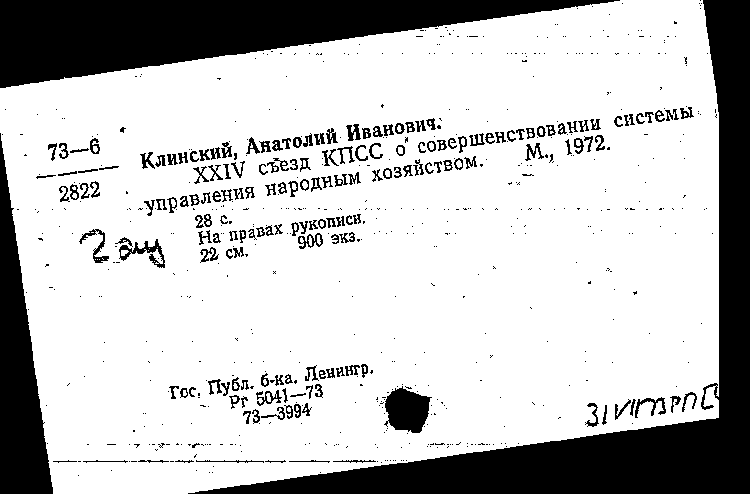 73—6
2822
Клинский, Анатолий Иванович.
XXIV съезд КПСС о совершенствовании системы
управления народным хозяйством. М., 1972.
28 с.
На правах рукописи.
22 см. 900 экз.
2 эиу
Гос. Публ. б-ка. Ленингр.
Рг 5041—73
73—3994